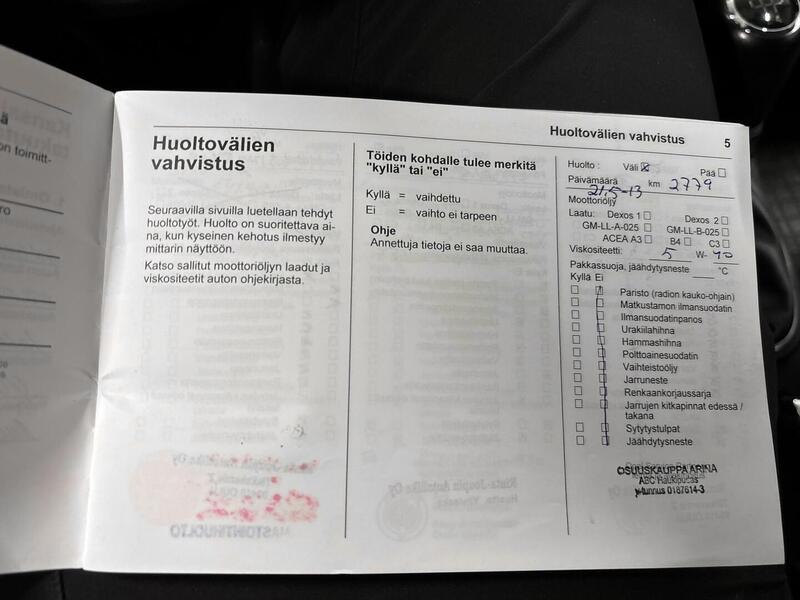 on toimitt-
Huoltovälien vahvistus 5
Huoltovälien
vahvistus
Seuraavilla sivuilla luetellaan tehdyt
huoltotyöt. Huolto on suoritettava ai-
na, kun kyseinen kehotus ilmestyy
mittarin näyttöön.
Katso sallitut moottoriöljyn laadut ja
viskositeetit auton ohjekirjasta.
Töiden kohdalle tulee merkitä
"kyllä" tai "ei"
Kyllä = vaihdettu
Ei = vaihto ei tarpeen
Ohje
Annettuja tietoja ei saa muuttaa.
Huolto : Väli ☒ Pää ☐
Päivämäärä 21.5-13 km 2779
Moottoriöljy
Laatu: Dexos 1 ☐ Dexos 2 ☐
GM-LL-A-025 ☐ GM-LL-B-025 ☐
ACEA A3 ☐ B4 ☐ C3 ☐
Viskositeetti: 5 W- 40
Pakkassuoja, jäähdytysneste °C
Kyllä Ei
☐ ☐ Paristo (radion kauko-ohjain)
☐ ☐ Matkustamon ilmansuodatin
☐ ☐ Ilmansuodatinpanos
☐ ☐ Urakiilahihna
☐ ☐ Hammashihna
☐ ☐ Polttoainesuodatin
☐ ☐ Vaihteistoöljy
☐ ☐ Jarruneste
☐ ☐ Renkaankorjaussarja
☐ ☐ Jarrujen kitkapinnat edessä /
takana
☐ ☐ Sytytystulpat
☐ ☐ Jäähdytysneste
OSUUSKAUPPA ARINA
ABC Haukipudas
y-tunnus 0187614-3